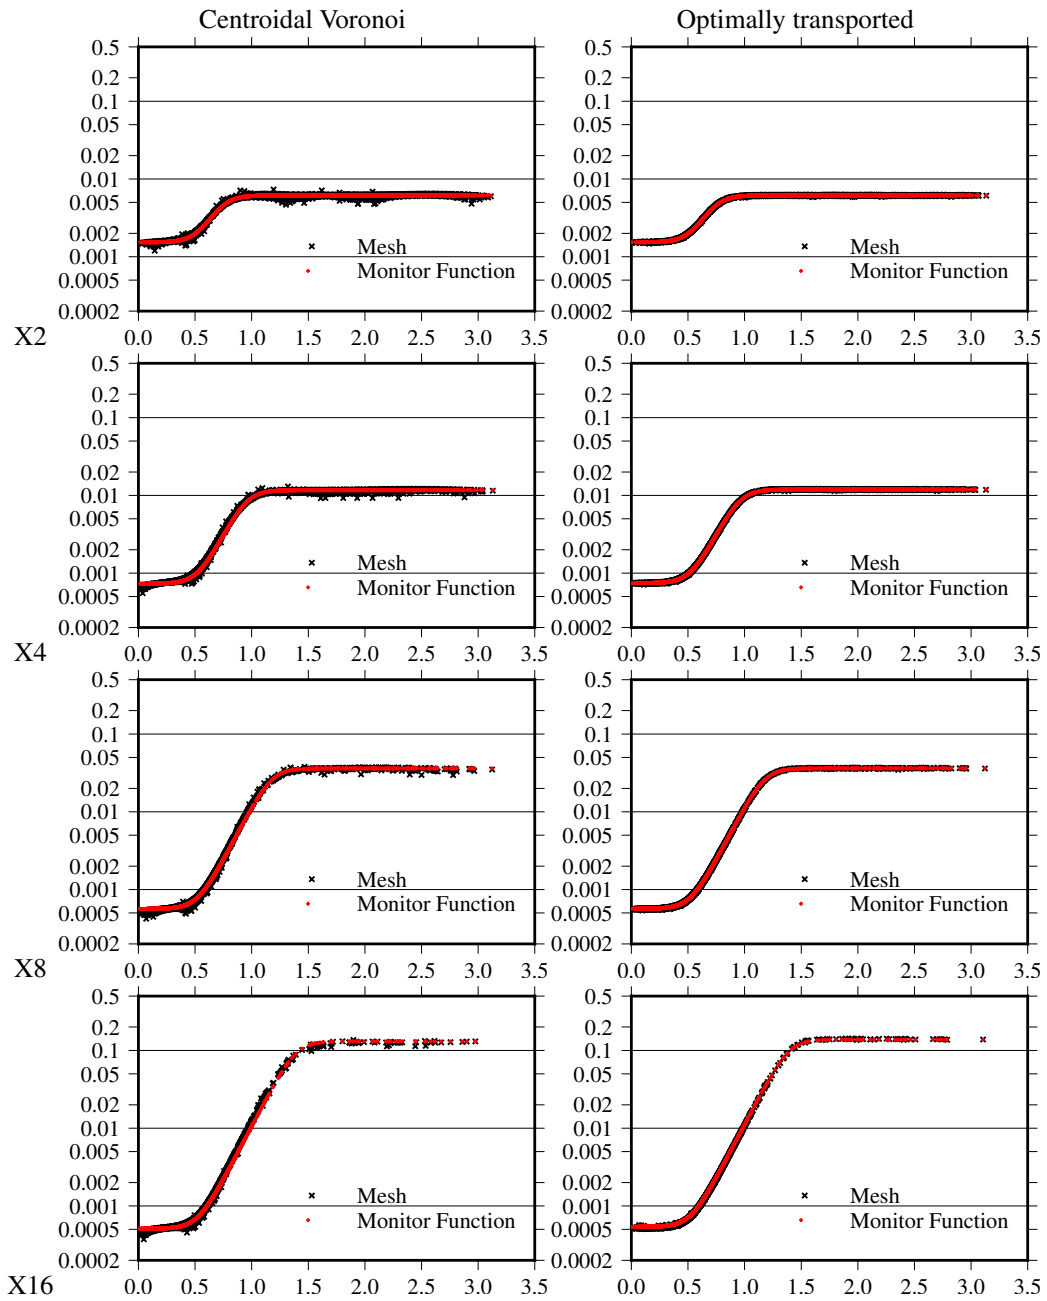 Centroidal Voronoi
Optimally transported
0.5 0.5
0.2 0.2
0.1 0.1
0.05 0.05
0.02 0.02
0.01 0.01
0.005 0.005
0.002 Mesh 0.002 Mesh
0.001 Monitor Function 0.001 Monitor Function
0.0005 0.0005
0.0002 0.0002
X2 0.0 0.5 1.0 1.5 2.0 2.5 3.0 3.5 0.0 0.5 1.0 1.5 2.0 2.5 3.0 3.5
0.5 0.5
0.2 0.2
0.1 0.1
0.05 0.05
0.02 0.02
0.01 0.01
0.005 0.005
0.002 Mesh 0.002 Mesh
0.001 0.001
0.0005 Monitor Function 0.0005 Monitor Function
0.0002 0.0002
X4 0.0 0.5 1.0 1.5 2.0 2.5 3.0 3.5 0.0 0.5 1.0 1.5 2.0 2.5 3.0 3.5
0.5 0.5
0.2 0.2
0.1 0.1
0.05 0.05
0.02 0.02
0.01 0.01
0.005 0.005
0.002 Mesh 0.002 Mesh
0.001 0.001
0.0005 Monitor Function 0.0005 Monitor Function
0.0002 0.0002
X8 0.0 0.5 1.0 1.5 2.0 2.5 3.0 3.5 0.0 0.5 1.0 1.5 2.0 2.5 3.0 3.5
0.5 0.5
0.2 0.2
0.1 0.1
0.05 0.05
0.02 0.02
0.01 0.01
0.005 0.005
0.002 Mesh 0.002 Mesh
0.001 0.001
0.0005 Monitor Function 0.0005 Monitor Function
0.0002 0.0002
X16 0.0 0.5 1.0 1.5 2.0 2.5 3.0 3.5 0.0 0.5 1.0 1.5 2.0 2.5 3.0 3.5